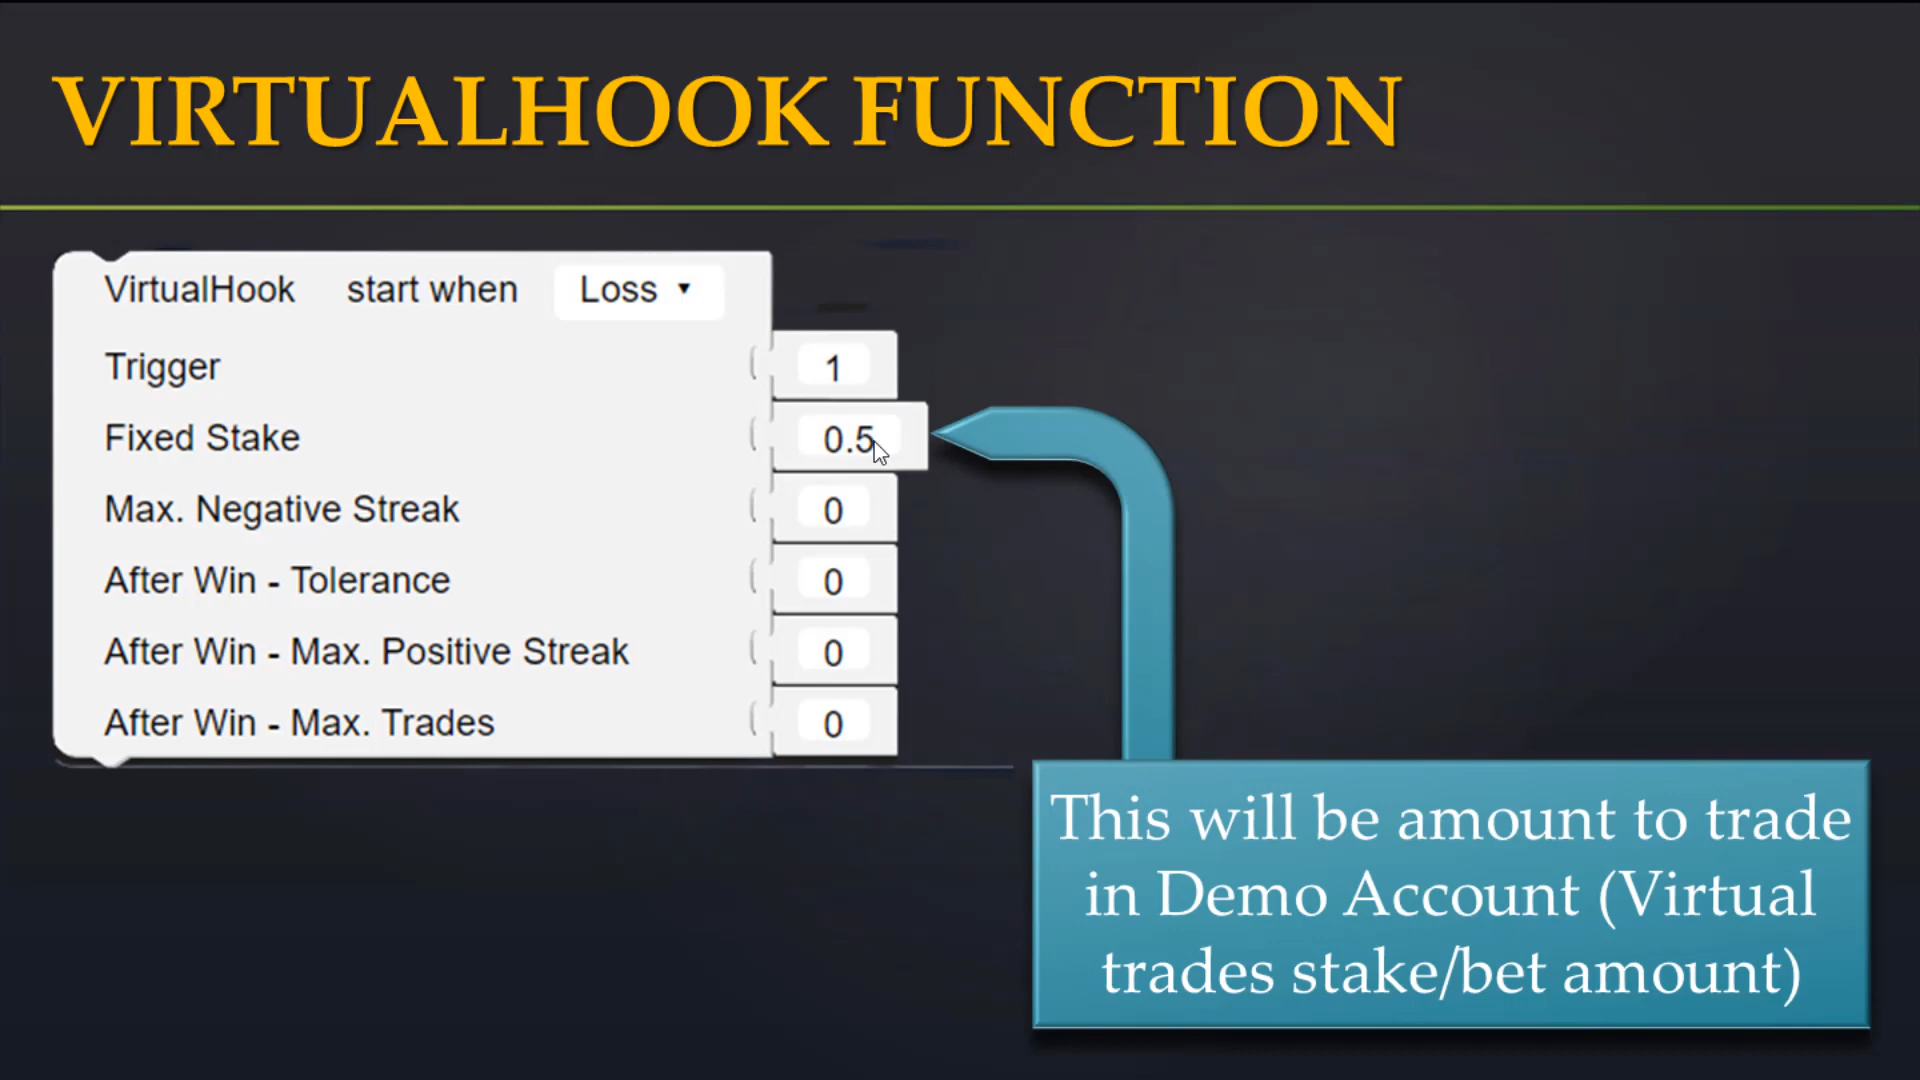 VIRTUALHOOK FUNCTION
VirtualHook start when Loss
Trigger 1
Fixed Stake 0.5
Max. Negative Streak 0
After Win - Tolerance 0
After Win - Max. Positive Streak 0
After Win - Max. Trades 0
This will be amount to trade
in Demo Account (Virtual
trades stake/bet amount)